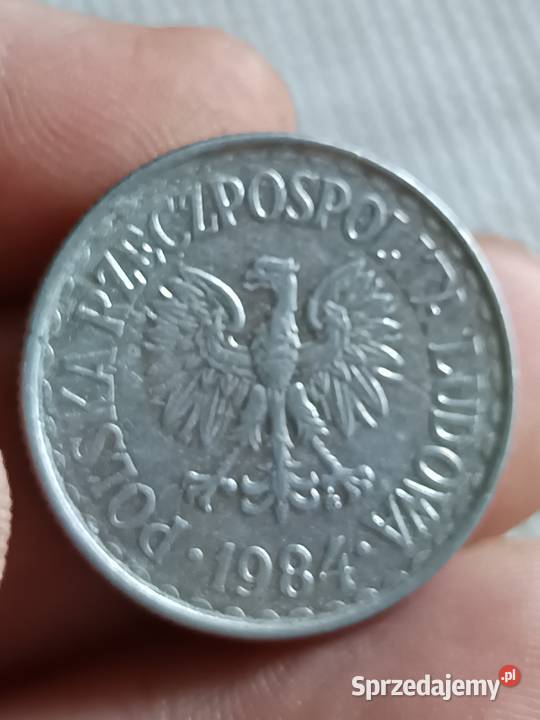 POLSKA RZECZPOSPOLITA LUDOWA
· 1984 ·
Sprzedajemy.pl